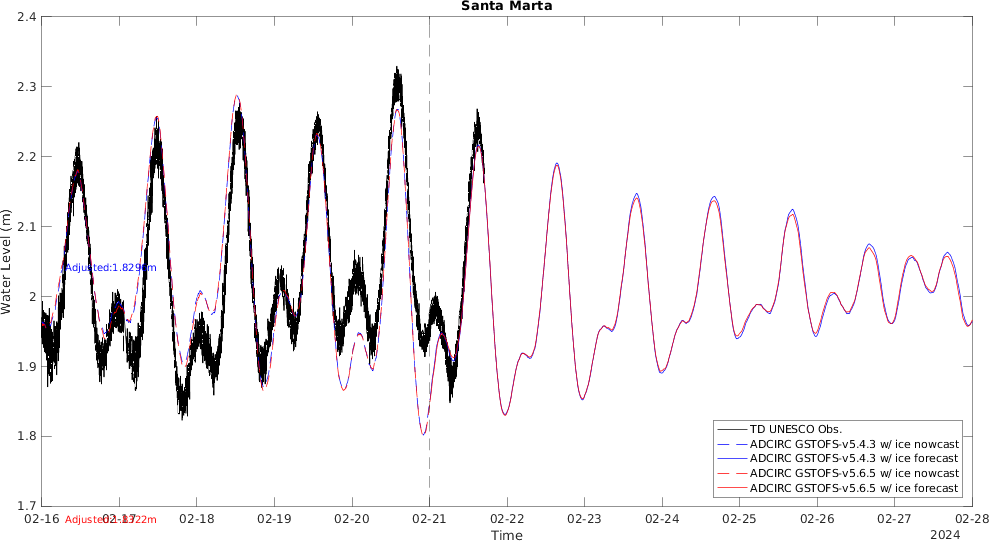 Santa Marta
2.4
2.3
2.2
2.1
2
1.9
1.8
1.7
Water Level (m)
Adjusted:1.8296m
TD UNESCO Obs.
ADCIRC GSTOFS-v5.4.3 w/ ice nowcast
ADCIRC GSTOFS-v5.4.3 w/ ice forecast
ADCIRC GSTOFS-v5.6.5 w/ ice nowcast
ADCIRC GSTOFS-v5.6.5 w/ ice forecast
02-16 02-17 02-18 02-19 02-20 02-21 02-22 02-23 02-24 02-25 02-26 02-27 02-28
Time
2024